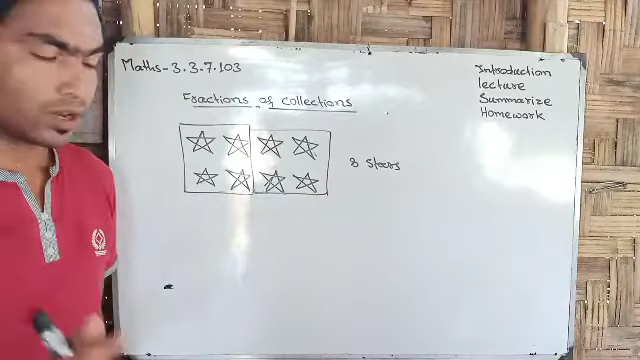 Maths-3.3.7.103
Introduction
lecture
Summarize
Homework
Fractions of collections
8 Stars